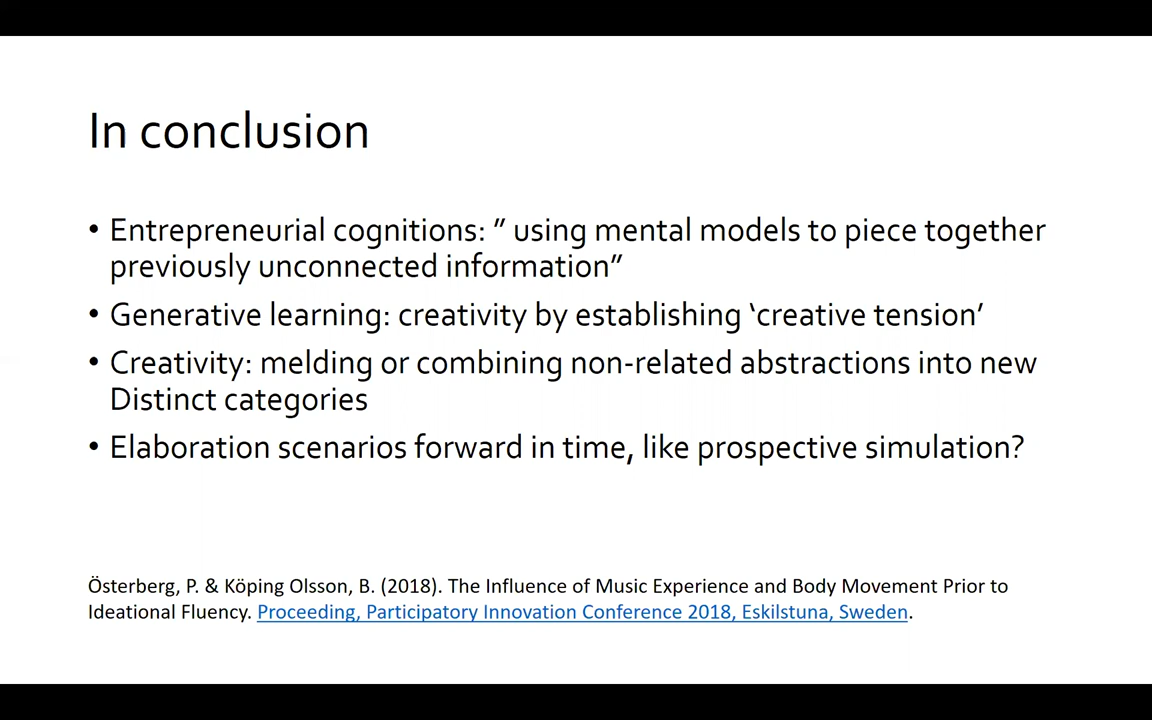 In conclusion
• Entrepreneurial cognitions: ” using mental models to piece together
previously unconnected information”
• Generative learning: creativity by establishing ‘creative tension’
• Creativity: melding or combining non-related abstractions into new
Distinct categories
• Elaboration scenarios forward in time, like prospective simulation?
Österberg, P. & Köping Olsson, B. (2018). The Influence of Music Experience and Body Movement Prior to
Ideational Fluency. Proceeding, Participatory Innovation Conference 2018, Eskilstuna, Sweden.